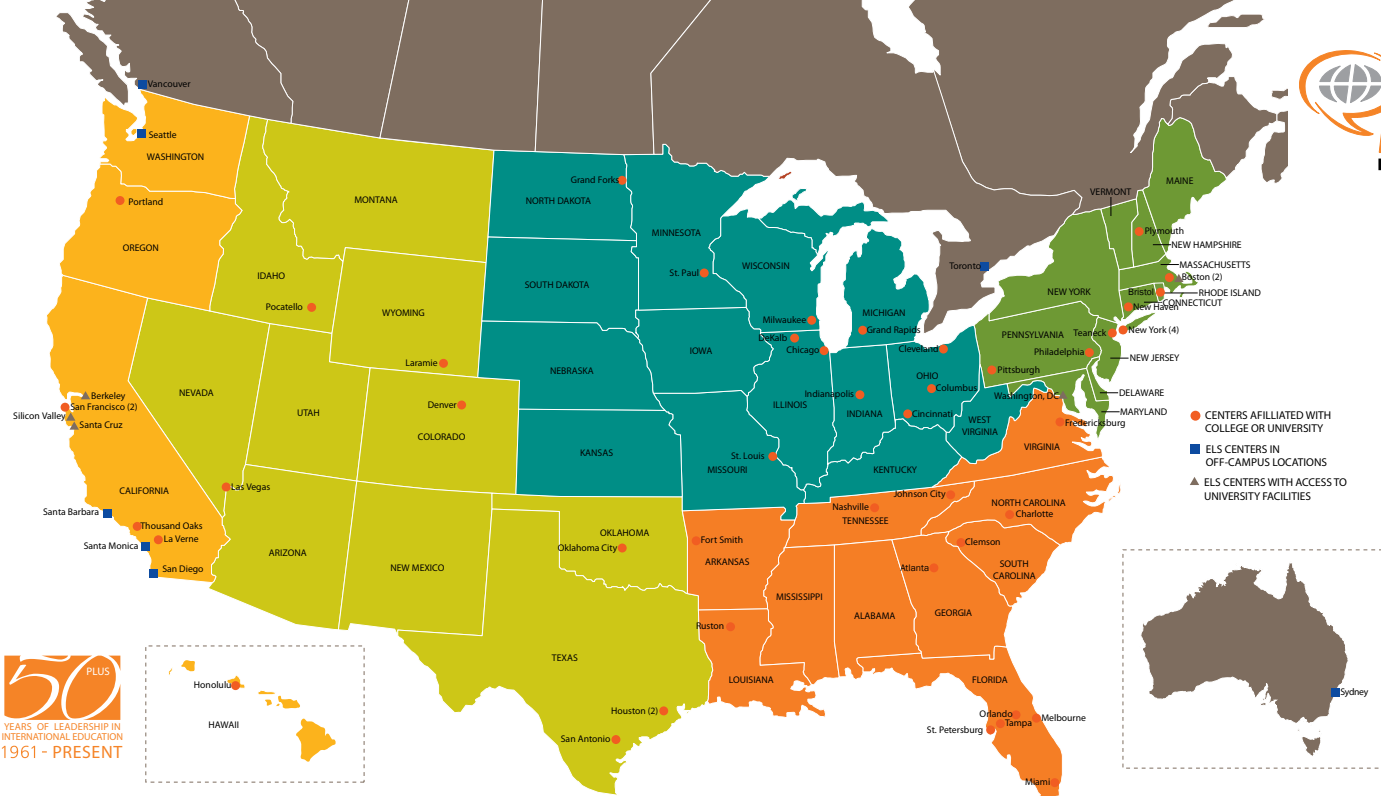 Vancouver
Seattle
WASHINGTON
Portland
OREGON
MONTANA
IDAHO
Pocatello
WYOMING
Laramie
NEVADA
UTAH
Denver
COLORADO
Berkeley
San Francisco (2)
Silicon Valley
Santa Cruz
CALIFORNIA
Las Vegas
Santa Barbara
Thousand Oaks
La Verne
Santa Monica
San Diego
ARIZONA
NEW MEXICO
Grand Forks
NORTH DAKOTA
MINNESOTA
St. Paul
SOUTH DAKOTA
WISCONSIN
Milwaukee
MICHIGAN
Grand Rapids
DeKalb
Chicago
IOWA
NEBRASKA
ILLINOIS
Indianapolis
INDIANA
Cleveland
OHIO
Columbus
Cincinnati
WEST
VIRGINIA
KANSAS
St. Louis
MISSOURI
KENTUCKY
Toronto
VERMONT
MAINE
Plymouth
NEW HAMPSHIRE
MASSACHUSETTS
Boston (2)
NEW YORK
Bristol
RHODE ISLAND
CONNECTICUT
New Haven
PENNSYLVANIA
Teaneck
New York (4)
Philadelphia
NEW JERSEY
Pittsburgh
Washington, DC
DELAWARE
MARYLAND
Fredericksburg
VIRGINIA
Johnson City
Nashville
TENNESSEE
NORTH CAROLINA
Charlotte
OKLAHOMA
Oklahoma City
Fort Smith
ARKANSAS
Clemson
SOUTH
CAROLINA
Atlanta
MISSISSIPPI
ALABAMA
GEORGIA
Ruston
TEXAS
LOUISIANA
FLORIDA
Houston (2)
San Antonio
Orlando
Tampa
Melbourne
St. Petersburg
Miami
CENTERS AFILLIATED WITH
COLLEGE OR UNIVERSITY
ELS CENTERS IN
OFF-CAMPUS LOCATIONS
ELS CENTERS WITH ACCESS TO
UNIVERSITY FACILITIES
Sydney
Honolulu
HAWAII
50 PLUS
YEARS OF LEADERSHIP IN
INTERNATIONAL EDUCATION
1961 - PRESENT